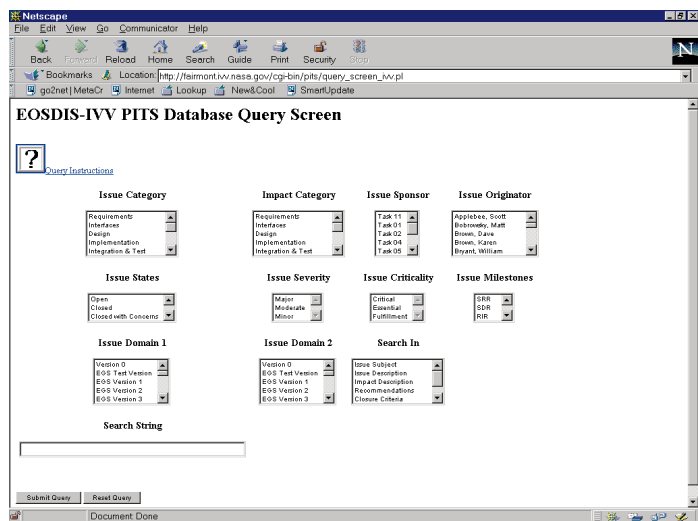 Netscape
File Edit View Go Communicator Help
Back Forward Reload Home Search Guide Print Security Stop
N
Bookmarks Location: http://fairmont.ivv.nasa.gov/cgi-bin/pits/query_screen_ivv.pl
go2net|MetaCr Internet Lookup New&Cool SmartUpdate
EOSDIS-IVV PITS Database Query Screen
? Query Instructions
Issue Category Impact Category Issue Sponsor Issue Originator
Requirements Requirements Task 11 Applebee, Scott
Interfaces Interfaces Task 01 Bobrowsky, Matt
Design Design Task 02 Brown, Dave
Implementation Implementation Task 04 Brown, Karen
Integration & Test Integration & Test Task 05 Bryant, William
Issue States Issue Severity Issue Criticality Issue Milestones
Open Major Critical SRR
Closed Moderate Essential SDR
Closed with Concerns Minor Fulfillment RIR
Issue Domain 1 Issue Domain 2 Search In
Version 0 Version 0 Issue Subject
EGS Test Version EGS Test Version Issue Description
EGS Version 1 EGS Version 1 Impact Description
EGS Version 2 EGS Version 2 Recommendations
EGS Version 3 EGS Version 3 Closure Criteria
Search String
Submit Query Reset Query
Document: Done